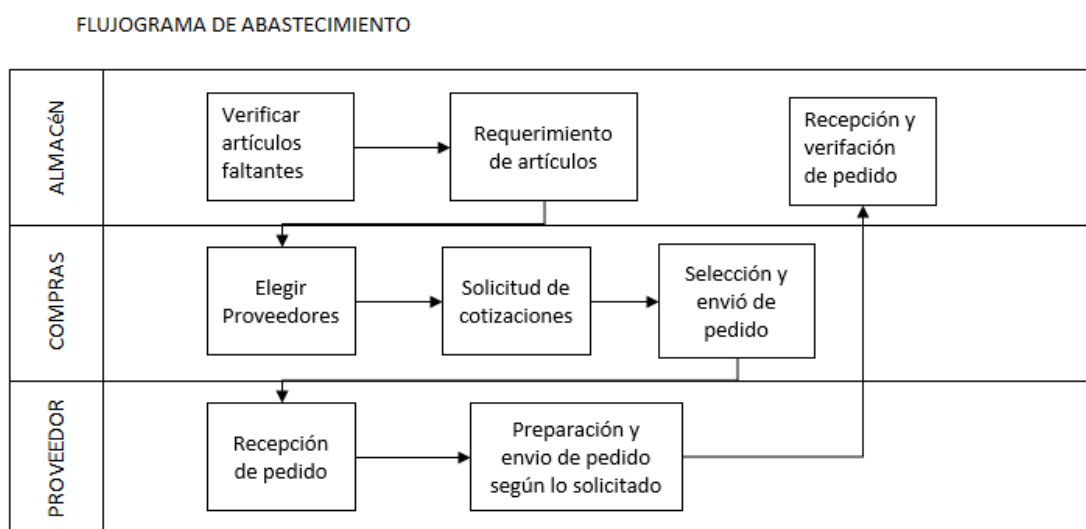 FLUJOGRAMA DE ABASTECIMIENTO
ALMACéN
Verificar
artículos
faltantes
Requerimiento
de artículos
Recepción y
verifación
de pedido
COMPRAS
Elegir
Proveedores
Solicitud de
cotizaciones
Selección y
envió de
pedido
PROVEEDOR
Recepción
de pedido
Preparación y
envio de pedido
según lo solicitado